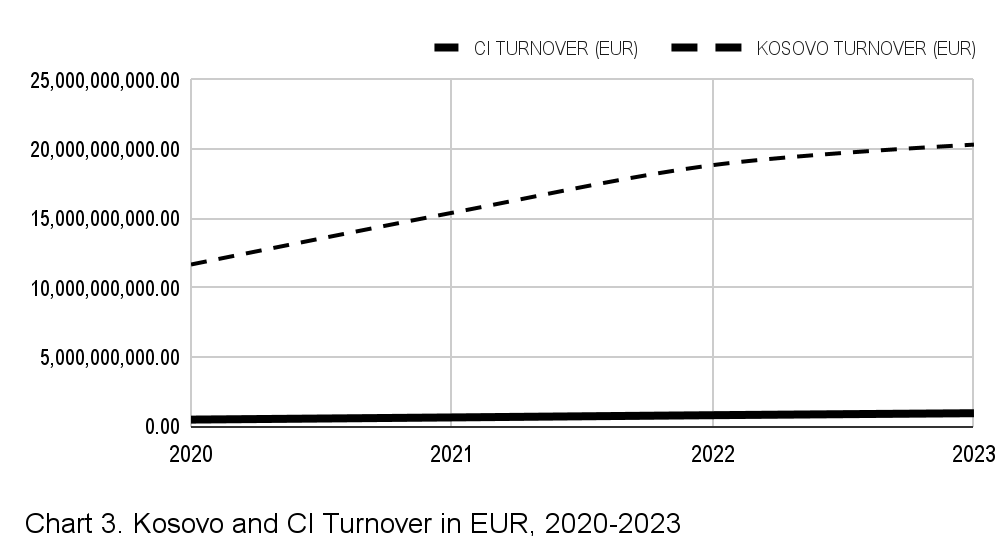 CI TURNOVER (EUR) KOSOVO TURNOVER (EUR)
25,000,000,000.00
20,000,000,000.00
15,000,000,000.00
10,000,000,000.00
5,000,000,000.00
0.00
2020 2021 2022 2023
Chart 3. Kosovo and CI Turnover in EUR, 2020-2023